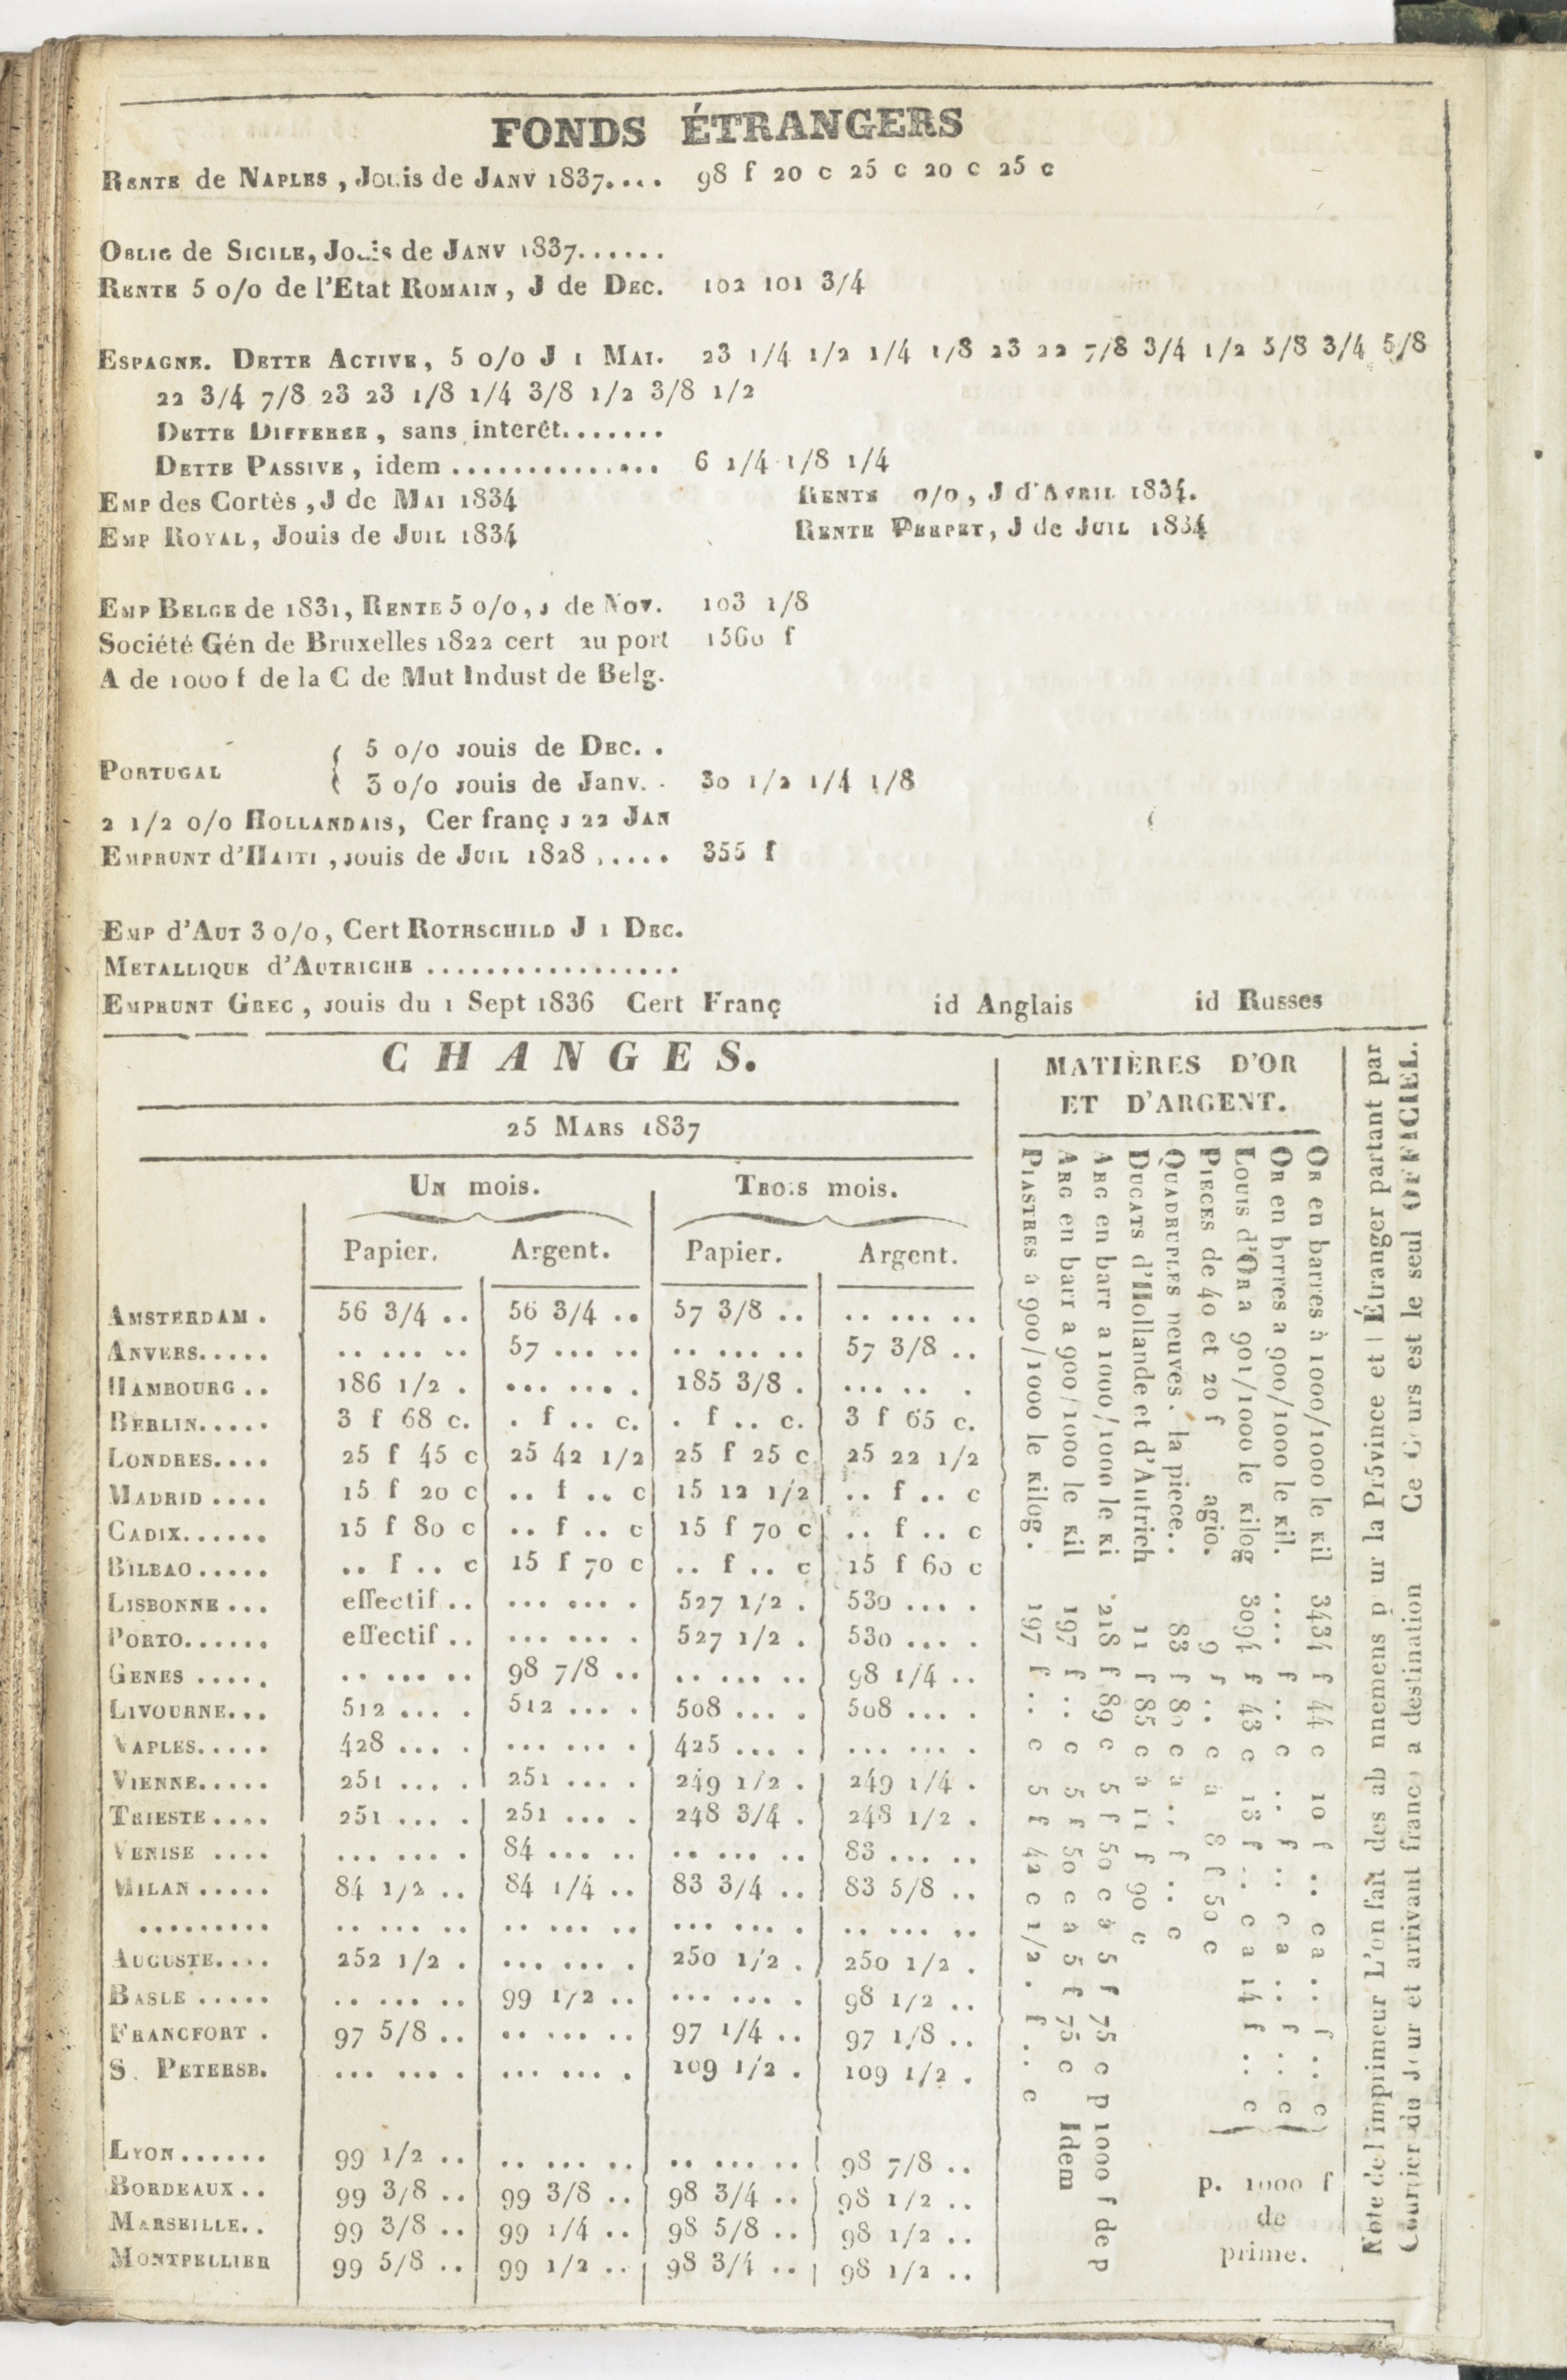 FONDS ÉTRANGERS
RENTE de NAPLES, Jouis de JANV 1837.... 98 f 20 c 25 c 20 c 25 c
OBLIG de SICILE, Jouis de JANV 1837......
RENTE 5 0/0 de l'Etat ROMAIN, J de DEC. 102 101 3/4
ESPAGNE. DETTE ACTIVE, 5 0/0 J 1 MAI. 23 1/4 1/2 1/4 1/8 23 22 7/8 3/4 1/2 5/8 3/4 5/8
22 3/4 7/8 23 23 1/8 1/4 3/8 1/2 3/8 1/2
DETTE DIFFEREE, sans interêt.......
DETTE PASSIVE, idem .............. 6 1/4 1/8 1/4
EMP des Cortès, J de MAI 1834 RENTE 0/0, J d'AVRIL 1834.
EMP ROYAL, Jouis de JUIL 1834 RENTE PERPET, J de JUIL 1834
EMP BELGE de 1831, RENTE 5 0/0, J de NOV. 103 1/8
Société Gén de Bruxelles 1822 cert au port 1560 f
A de 1000 f de la C de Mut Indust de Belg.
PORTUGAL { 5 0/0 Jouis de DEC. .
3 0/0 Jouis de Janv. . 30 1/2 1/4 1/8
2 1/2 0/0 HOLLANDAIS, Cer franç J 22 JAN
EMPRUNT d'HAITI, Jouis de JUIL 1828 ..... 355 f
EMP d'AUT 3 0/0, Cert ROTHSCHILD J 1 DEC.
METALLIQUE d'AUTRICHE .................
EMPRUNT GREC, Jouis du 1 Sept 1836 Cert Franç id Anglais id Russes
CHANGES.
25 MARS 1837
UN mois. TROIS mois.
Papier. Argent. Papier. Argent.
AMSTERDAM . 56 3/4 .. 56 3/4 .. 57 3/8 .. .. ... ..
ANVERS..... .. ... .. 57 ... .. .. ... .. 57 3/8 ..
HAMBOURG .. 186 1/2 . ... ... . 185 3/8 . ... .. .
BERLIN..... 3 f 68 c. . f .. c. . f .. c. 3 f 65 c.
LONDRES.... 25 f 45 c 25 42 1/2 25 f 25 c 25 22 1/2
MADRID .... 15 f 20 c .. f .. c 15 12 1/2 .. f .. c
CADIX...... 15 f 80 c .. f .. c 15 f 70 c .. f .. c
BILBAO ..... .. f .. c 15 f 70 c .. f .. c 15 f 60 c
LISBONNE ... effectif .. ... ... . 527 1/2 . 530 ... .
PORTO...... effectif .. ... ... . 527 1/2 . 530 ... .
GENES ..... .. ... .. 98 7/8 .. .. ... .. 98 1/4 ..
LIVOURNE... 512 ... . 512 ... . 508 ... . 508 ... .
NAPLES..... 428 ... . ... ... . 425 ... . ... ... .
VIENNE..... 251 ... . 251 ... . 249 1/2 . 249 1/4 .
TRIESTE .... 251 ... . 251 ... . 248 3/4 . 248 1/2 .
VENISE .... ... ... . 84 ... .. .. ... .. 83 ... ..
MILAN ..... 84 1/2 .. 84 1/4 .. 83 3/4 .. 83 5/8 ..
......... .. ... .. .. ... .. ... ... . .. ... ..
AUGUSTE.... 252 1/2 . ... ... . 250 1/2 . 250 1/2 .
BASLE ..... .. ... .. 99 1/2 .. ... ... . 98 1/2 ..
FRANCFORT . 97 5/8 .. .. ... .. 97 1/4 .. 97 1/8 ..
S. PETERSB. ... ... . ... ... . 109 1/2 . 109 1/2 .
LYON...... 99 1/2 .. .. ... .. .. ... .. 98 7/8 ..
BORDEAUX .. 99 3/8 .. 99 3/8 .. 98 3/4 .. 98 1/2 ..
MARSEILLE.. 99 3/8 .. 99 1/4 .. 98 5/8 .. 98 1/2 ..
MONTPELLIER 99 5/8 .. 99 1/2 .. 98 3/4 .. 98 1/2 ..
MATIÈRES D'OR
ET D'ARGENT.
OR en barres à 1000/1000 le KIL 3434 f 44 c 10 f .. c a .. f .. c
OR en brres a 900/1000 le KIL. .... f .. c .. f .. c a .. f .. c
LOUIS d'OR a 901/1000 le KILOG 3094 f 43 c 13 f .. c a 14 f .. c
PIECES de 40 et 20 f agio. 9 f .. c à 8 f 50 c
QUADRUPLES neuves. la piece. . 83 f 80 c a .. f .. c
DUCATS d'Hollande et d'Autrich 11 f 85 c à 11 f 90 c
ARG en barr a 1000/1000 le KI 218 f 89 c 5 f 50 c à 5 f 75 c p 1000 f de p
ARG en barr a 900/1000 le KIL 197 f .. c 5 f 50 c à 5 f 75 c Idem
PIASTRES à 900/1000 le KILOG. 197 f .. c 5 f 42 c 1/2 . f .. c
p. 1000 f
de
prime.
Note de l imprimeur L'on fait des ab nnemens p ur la Province et l Étranger partant par
Courrier du Jour et arrivant franco a destination Ce Cours est le seul OFFICIEL.